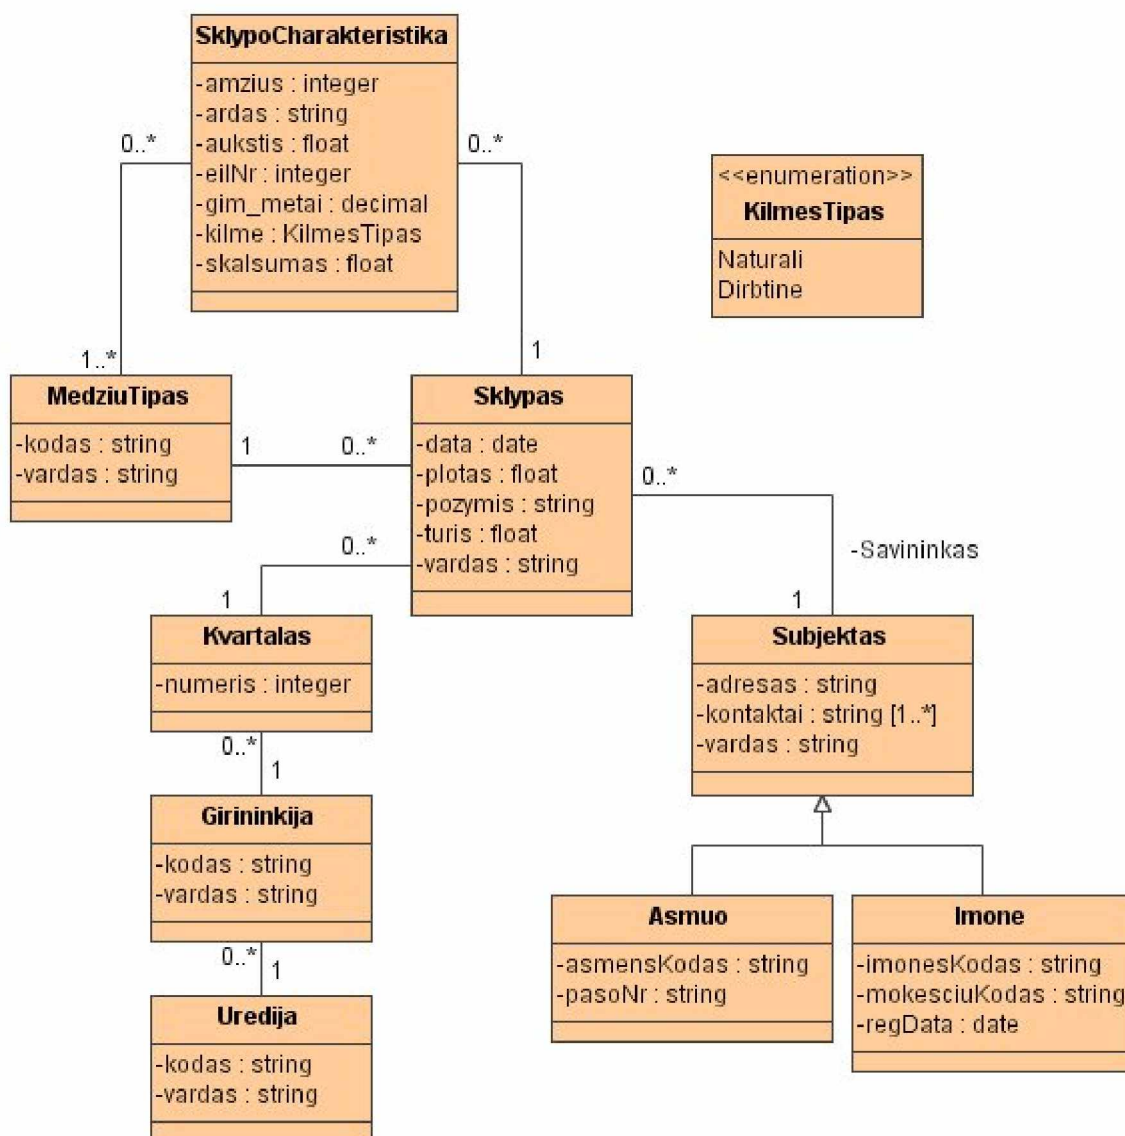 SklypoCharakteristika
-amzius : integer
-ardas : string
-aukstis : float
-eilNr : integer
-gim_metai : decimal
-kilme : KilmesTipas
-skalsumas : float
0..*
0..*
<<enumeration>>
KilmesTipas
Naturali
Dirbtine
1..*
1
MedziuTipas
-kodas : string
-vardas : string
1
0..*
Sklypas
-data : date
-plotas : float
-pozymis : string
-turis : float
-vardas : string
0..*
-Savininkas
1
0..*
1
Kvartalas
-numeris : integer
0..*
1
Subjektas
-adresas : string
-kontaktai : string [1..*]
-vardas : string
Girininkija
-kodas : string
-vardas : string
0..*
1
Asmuo
-asmensKodas : string
-pasoNr : string
Imone
-imonesKodas : string
-mokesciuKodas : string
-regData : date
Uredija
-kodas : string
-vardas : string